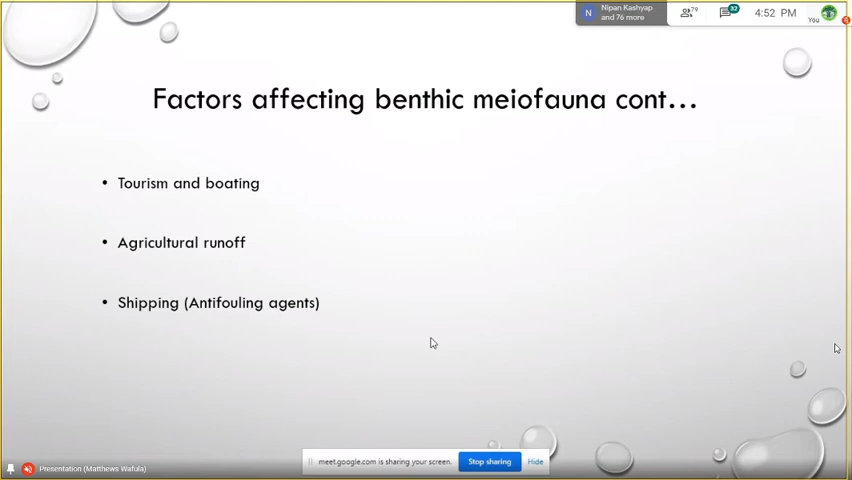 Nipan Kashyap
and 76 more
N
79
32
4:52 PM
You
Factors affecting benthic meiofauna cont...
• Tourism and boating
• Agricultural runoff
• Shipping (Antifouling agents)
meet.google.com is sharing your screen.
Stop sharing
Hide
Presentation (Matthews Wafula)